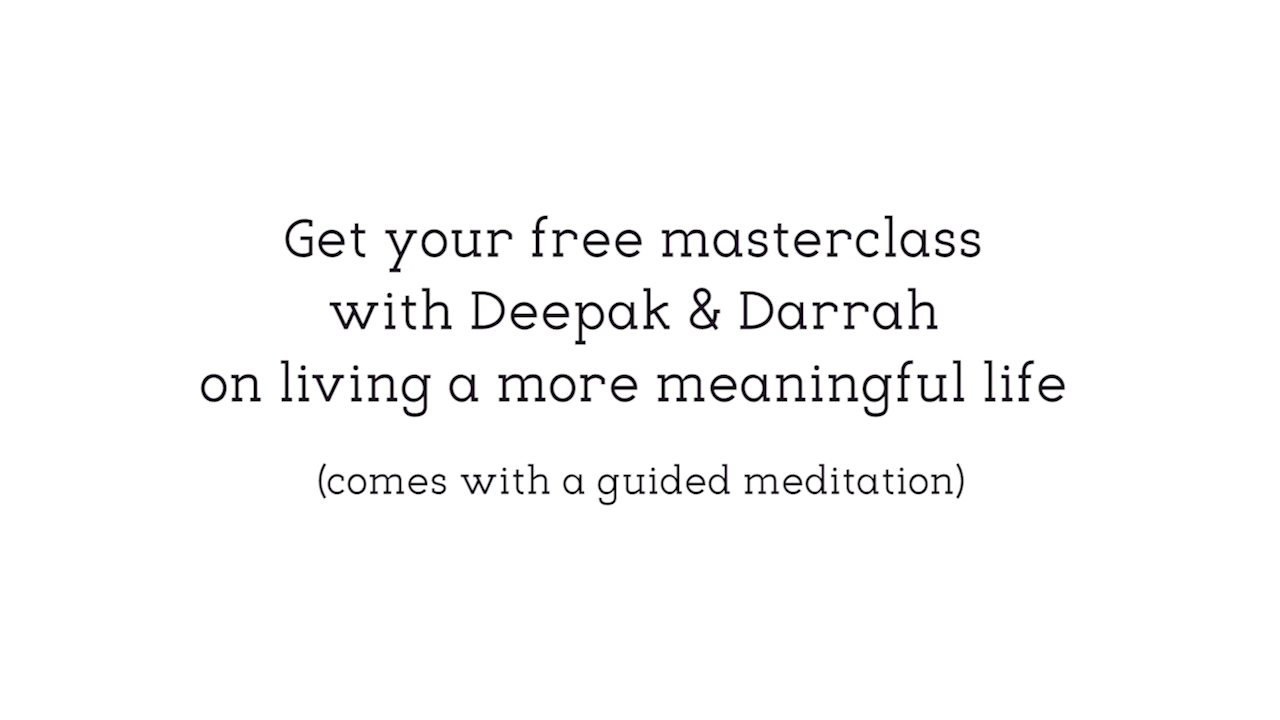 Get your free masterclass
with Deepak & Darrah
on living a more meaningful life
(comes with a guided meditation)